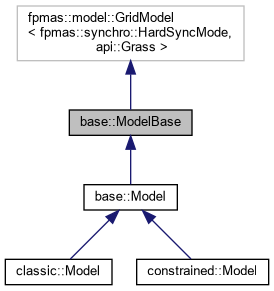 fpmas::model::GridModel
< fpmas::synchro::HardSyncMode,
api::Grass >
base::ModelBase
base::Model
classic::Model
constrained::Model